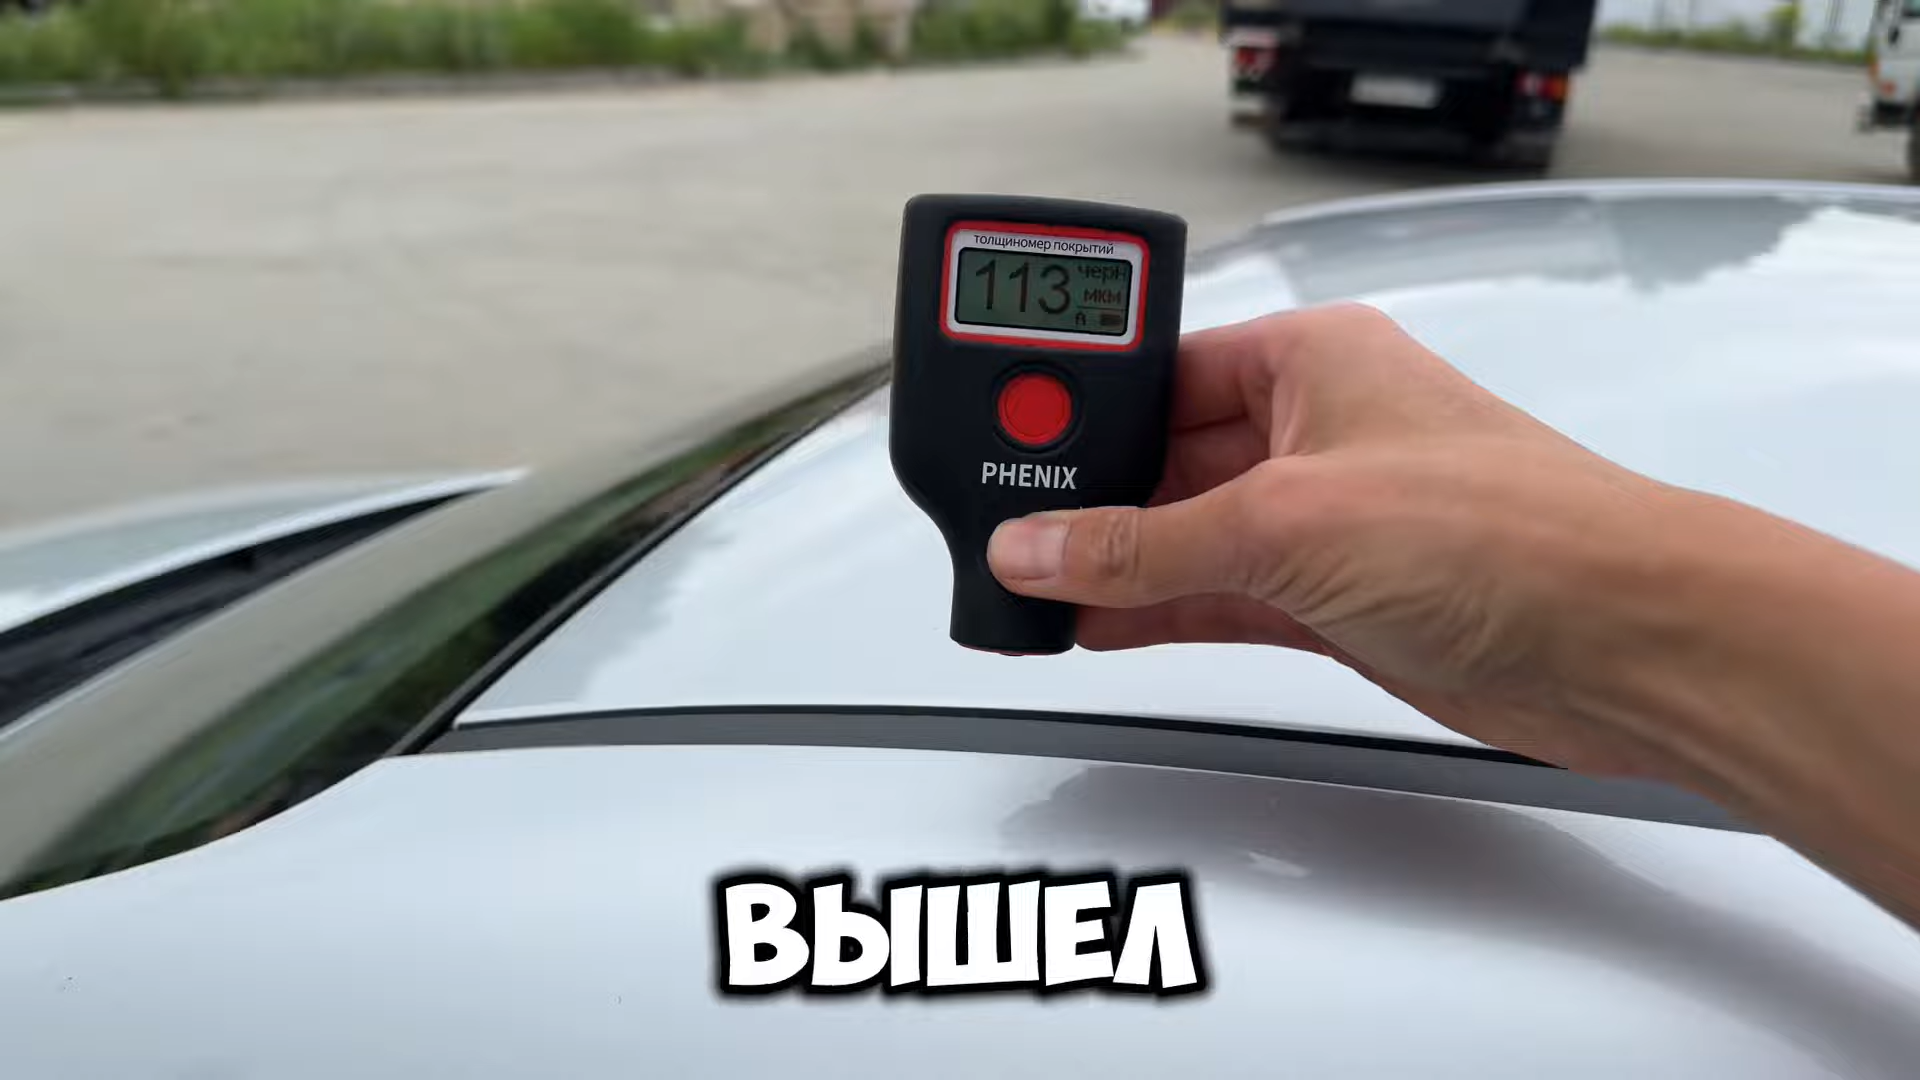 толщиномер покрытий
113 черн
мкм
A
PHENIX
ВЫШЕЛ